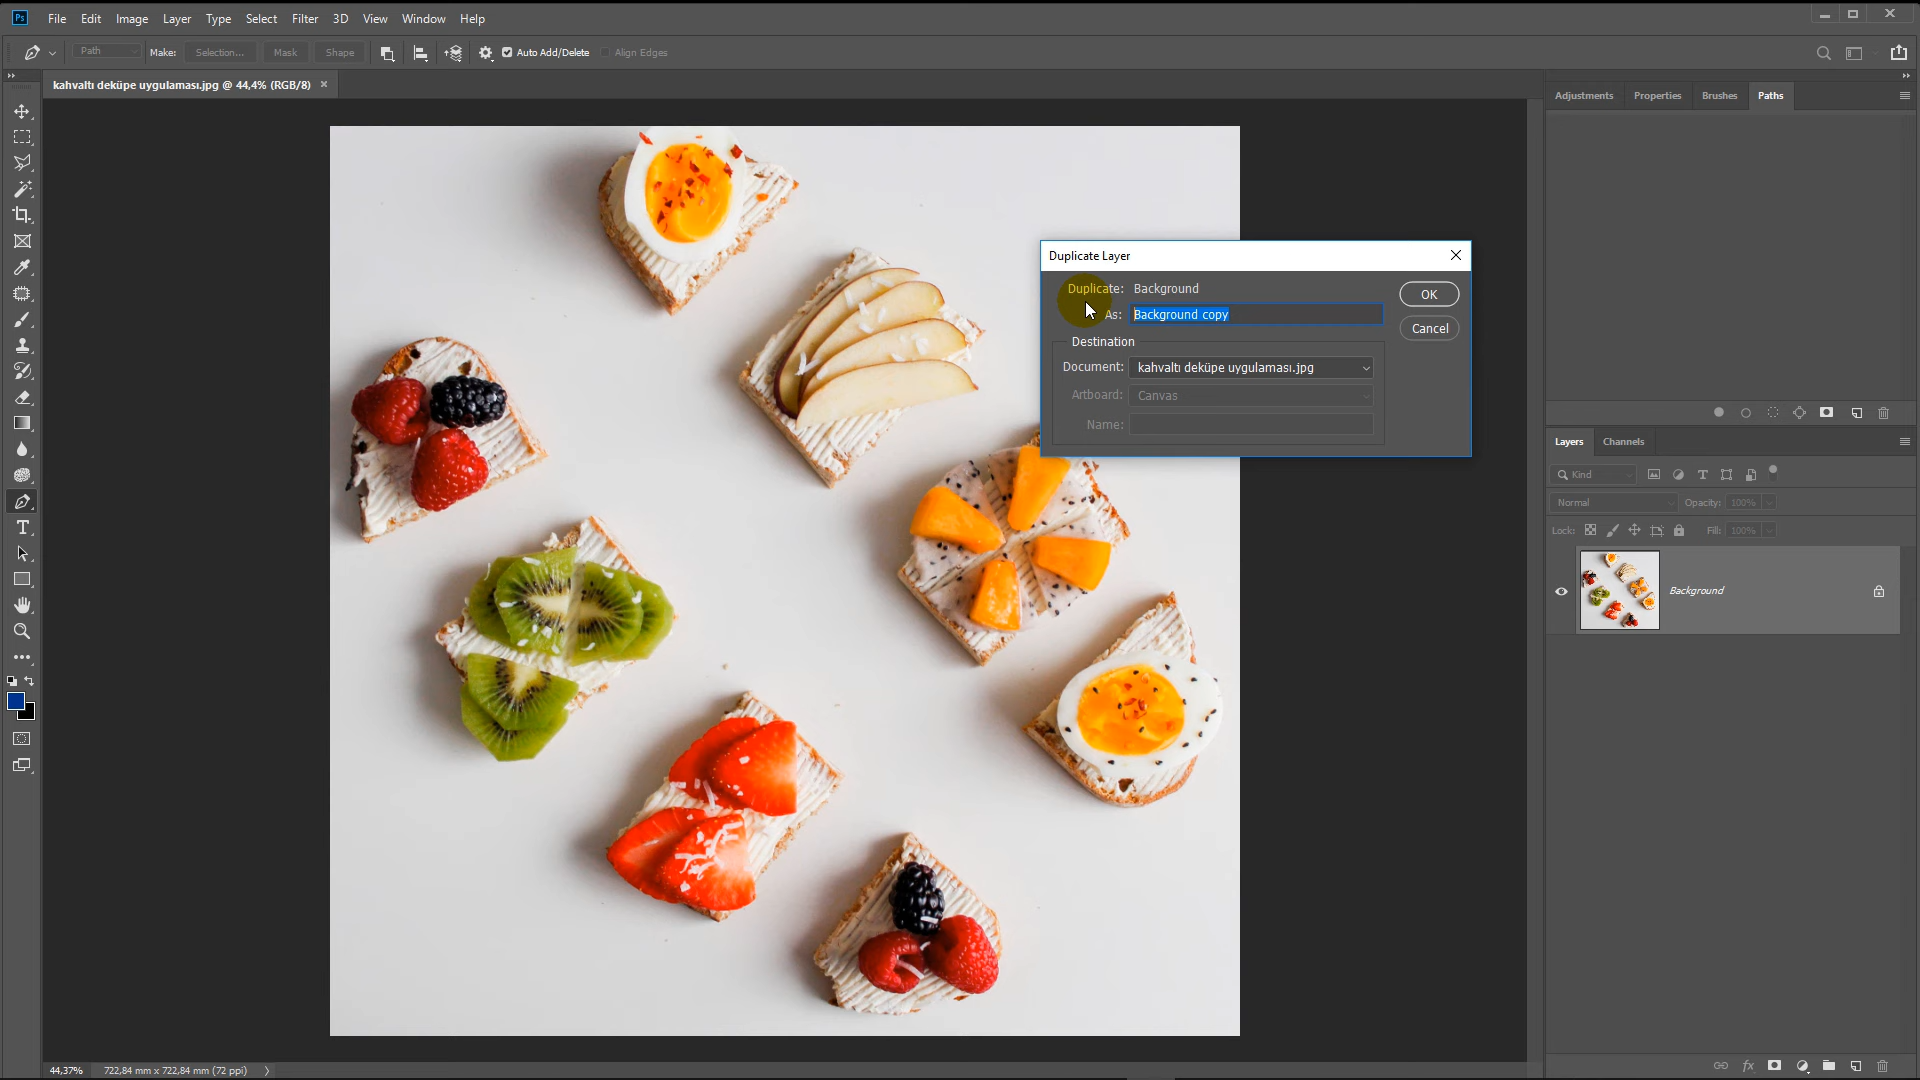 Ps File Edit Image Layer Type Select Filter 3D View Window Help
Path Make: Selection... Mask Shape Auto Add/Delete Align Edges
kahvaltı deküpe uygulaması.jpg @ 44,4% (RGB/8)
Adjustments Properties Brushes Paths
Duplicate Layer
Duplicate: Background
OK
As: Background copy
Cancel
Destination
Document: kahvaltı deküpe uygulaması.jpg
Artboard: Canvas
Name:
Layers Channels
Kind
Normal Opacity: 100%
Lock: Fill: 100%
Background
fx
44,37% 722,84 mm x 722,84 mm (72 ppi)